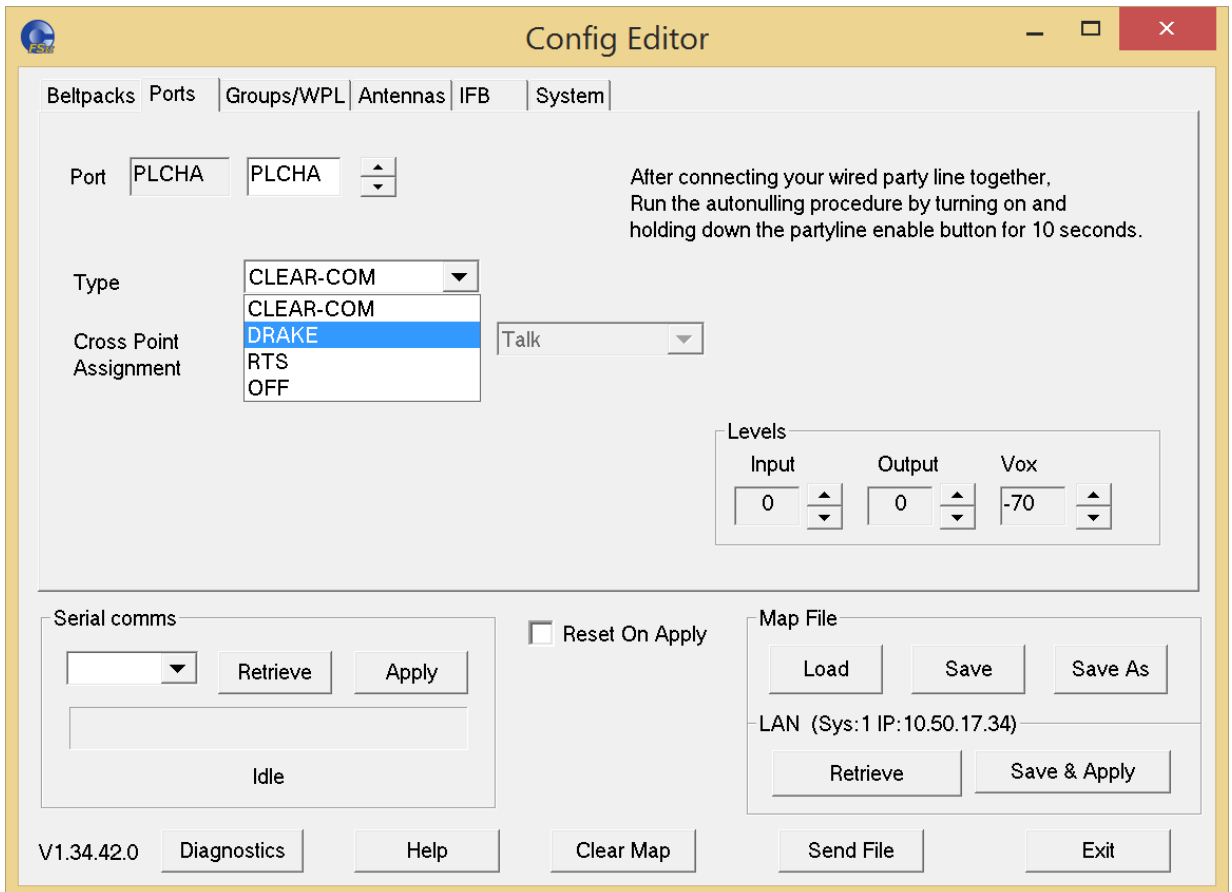 Config Editor
Beltpacks Ports Groups/WPL Antennas IFB System
Port PLCHA PLCHA
After connecting your wired party line together,
Run the autonulling procedure by turning on and
holding down the partyline enable button for 10 seconds.
Type CLEAR-COM
CLEAR-COM
DRAKE
RTS
OFF
Cross Point
Assignment
Talk
Levels
Input Output Vox
0 0 -70
Serial comms
Retrieve Apply
Idle
Reset On Apply
Map File
Load Save Save As
LAN (Sys:1 IP:10.50.17.34)
Retrieve Save & Apply
V1.34.42.0 Diagnostics Help Clear Map Send File Exit